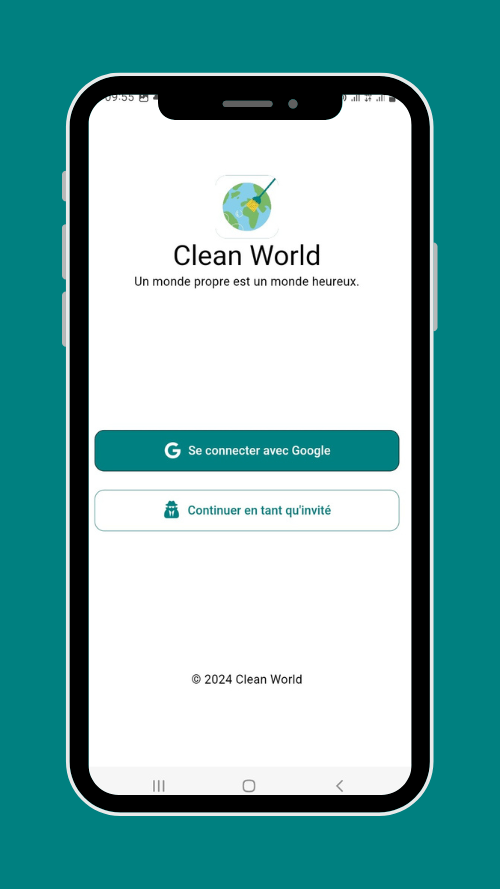 09:55
Clean World
Un monde propre est un monde heureux.
Se connecter avec Google
Continuer en tant qu'invité
© 2024 Clean World